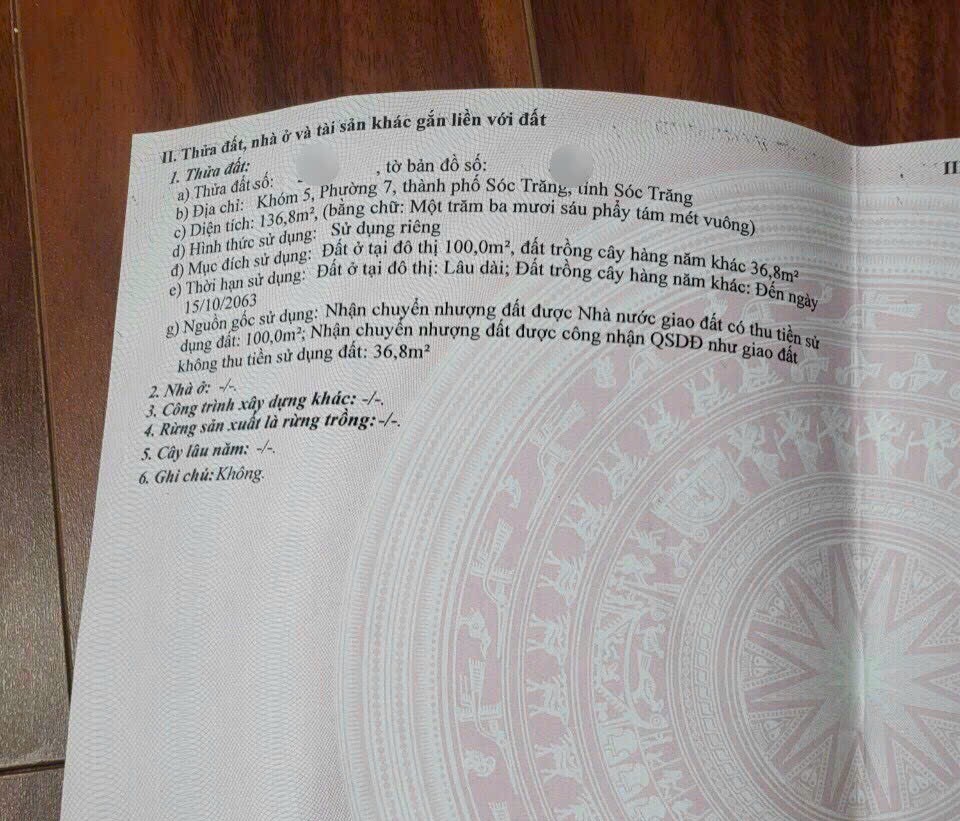 II. Thửa đất, nhà ở và tài sản khác gắn liền với đất
1. Thửa đất:
a) Thửa đất số: , tờ bản đồ số:
b) Địa chỉ: Khóm 5, Phường 7, thành phố Sóc Trăng, tỉnh Sóc Trăng
c) Diện tích: 136,8m², (bằng chữ: Một trăm ba mươi sáu phẩy tám mét vuông)
d) Hình thức sử dụng: Sử dụng riêng
đ) Mục đích sử dụng: Đất ở tại đô thị 100,0m², đất trồng cây hàng năm khác 36,8m²
e) Thời hạn sử dụng: Đất ở tại đô thị: Lâu dài; Đất trồng cây hàng năm khác: Đến ngày
15/10/2063
g) Nguồn gốc sử dụng: Nhận chuyển nhượng đất được Nhà nước giao đất có thu tiền sử
dụng đất: 100,0m²; Nhận chuyển nhượng đất được công nhận QSDĐ như giao đất
không thu tiền sử dụng đất: 36,8m²
2. Nhà ở: -/-.
3. Công trình xây dựng khác: -/-.
4. Rừng sản xuất là rừng trồng: -/-.
5. Cây lâu năm: -/-.
6. Ghi chú: Không.